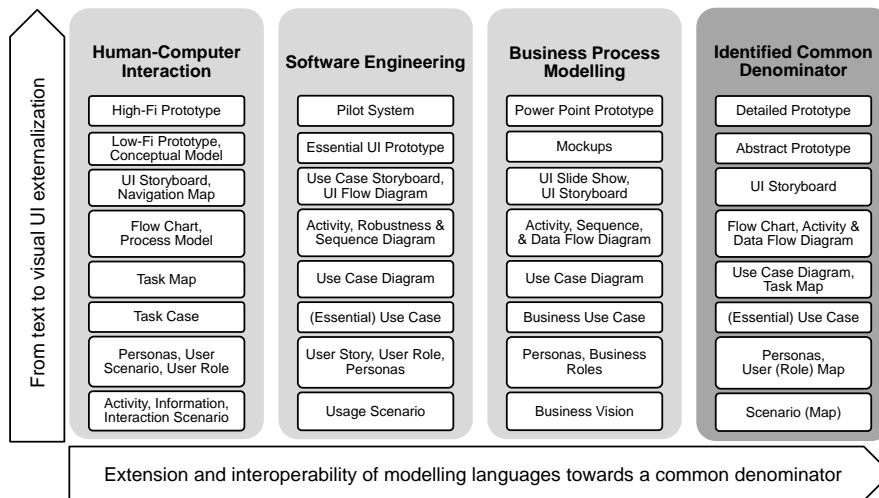 From text to visual UI externalization
Human-Computer
Interaction
High-Fi Prototype
Low-Fi Prototype,
Conceptual Model
UI Storyboard,
Navigation Map
Flow Chart,
Process Model
Task Map
Task Case
Personas, User
Scenario, User Role
Activity, Information,
Interaction Scenario
Software Engineering
Pilot System
Essential UI Prototype
Use Case Storyboard,
UI Flow Diagram
Activity, Robustness &
Sequence Diagram
Use Case Diagram
(Essential) Use Case
User Story, User Role,
Personas
Usage Scenario
Business Process
Modelling
Power Point Prototype
Mockups
UI Slide Show,
UI Storyboard
Activity, Sequence,
& Data Flow Diagram
Use Case Diagram
Business Use Case
Personas, Business
Roles
Business Vision
Identified Common
Denominator
Detailed Prototype
Abstract Prototype
UI Storyboard
Flow Chart, Activity &
Data Flow Diagram
Use Case Diagram,
Task Map
(Essential) Use Case
Personas,
User (Role) Map
Scenario (Map)
Extension and interoperability of modelling languages towards a common denominator